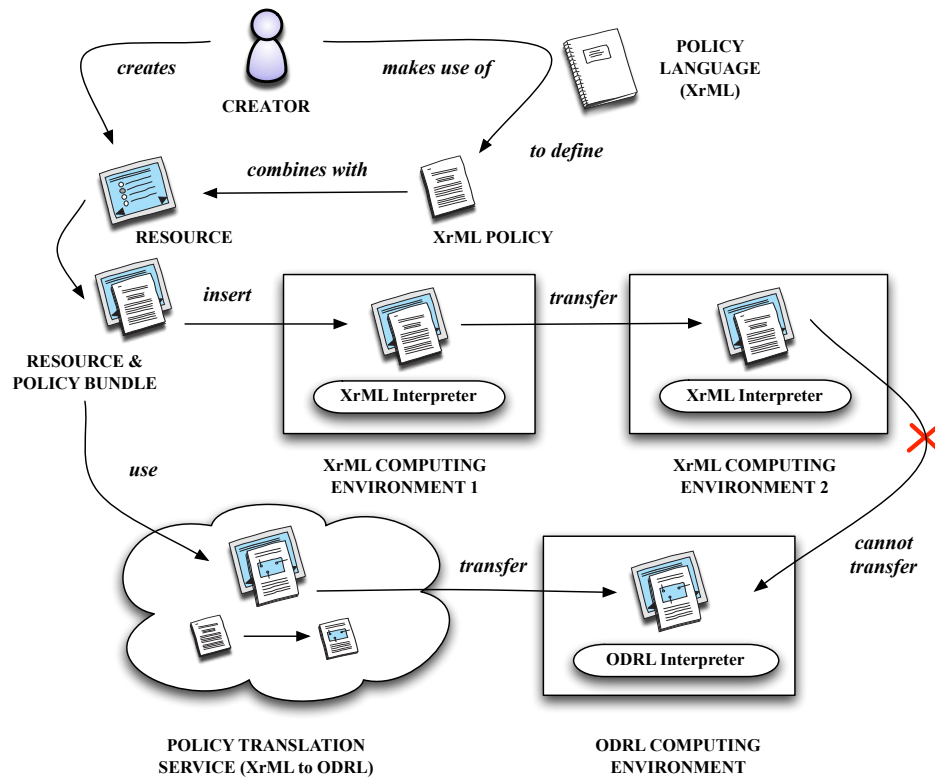 creates
CREATOR
makes use of
POLICY
LANGUAGE
(XrML)
to define
combines with
RESOURCE
XrML POLICY
insert
transfer
RESOURCE &
POLICY BUNDLE
XrML Interpreter
XrML Interpreter
XrML COMPUTING
ENVIRONMENT 1
XrML COMPUTING
ENVIRONMENT 2
use
cannot
transfer
transfer
ODRL Interpreter
POLICY TRANSLATION
SERVICE (XrML to ODRL)
ODRL COMPUTING
ENVIRONMENT